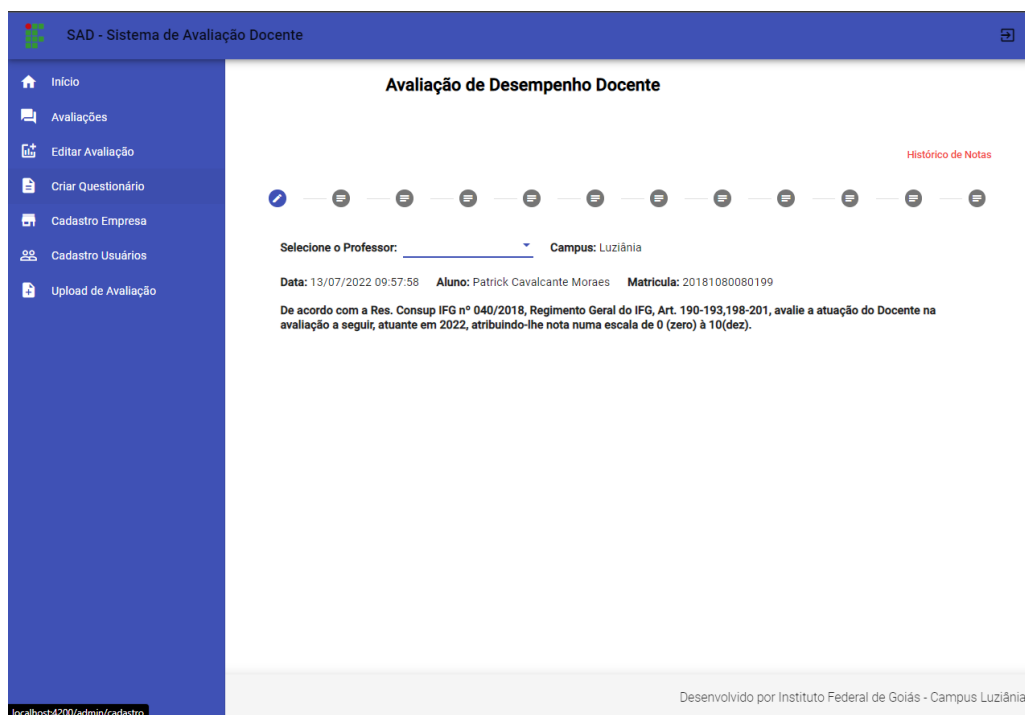 SAD - Sistema de Avaliação Docente
Início
Avaliações
Editar Avaliação
Criar Questionário
Cadastro Empresa
Cadastro Usuários
Upload de Avaliação
Avaliação de Desempenho Docente
Histórico de Notas
Selecione o Professor: Campus: Luziânia
Data: 13/07/2022 09:57:58 Aluno: Patrick Cavalcante Moraes Matricula: 20181080080199
De acordo com a Res. Consup IFG nº 040/2018, Regimento Geral do IFG, Art. 190-193,198-201, avalie a atuação do Docente na
avaliação a seguir, atuante em 2022, atribuindo-lhe nota numa escala de 0 (zero) à 10(dez).
Desenvolvido por Instituto Federal de Goiás - Campus Luziânia
localhost:4200/admin/cadastro